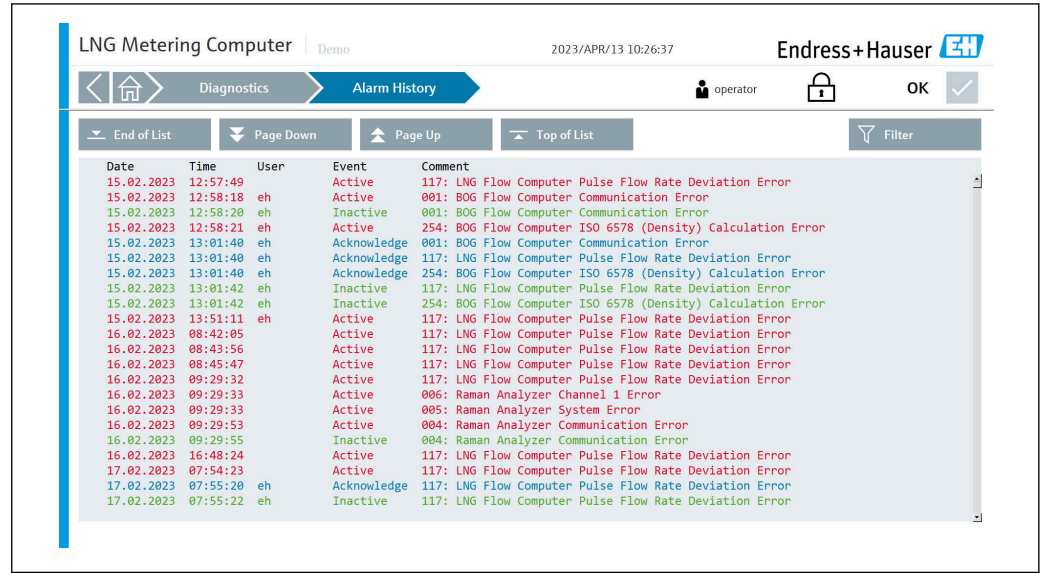 LNG Metering Computer Demo 2023/APR/13 10:26:37 Endress+Hauser EH
Diagnostics Alarm History operator 1 OK
End of List Page Down Page Up Top of List Filter
Date Time User Event Comment
15.02.2023 12:57:49 Active 117: LNG Flow Computer Pulse Flow Rate Deviation Error
15.02.2023 12:58:18 eh Active 001: BOG Flow Computer Communication Error
15.02.2023 12:58:20 eh Inactive 001: BOG Flow Computer Communication Error
15.02.2023 12:58:21 eh Active 254: BOG Flow Computer ISO 6578 (Density) Calculation Error
15.02.2023 13:01:40 eh Acknowledge 001: BOG Flow Computer Communication Error
15.02.2023 13:01:40 eh Acknowledge 117: LNG Flow Computer Pulse Flow Rate Deviation Error
15.02.2023 13:01:40 eh Acknowledge 254: BOG Flow Computer ISO 6578 (Density) Calculation Error
15.02.2023 13:01:42 eh Inactive 117: LNG Flow Computer Pulse Flow Rate Deviation Error
15.02.2023 13:01:42 eh Inactive 254: BOG Flow Computer ISO 6578 (Density) Calculation Error
15.02.2023 13:51:11 eh Active 117: LNG Flow Computer Pulse Flow Rate Deviation Error
16.02.2023 08:42:05 Active 117: LNG Flow Computer Pulse Flow Rate Deviation Error
16.02.2023 08:43:56 Active 117: LNG Flow Computer Pulse Flow Rate Deviation Error
16.02.2023 08:45:47 Active 117: LNG Flow Computer Pulse Flow Rate Deviation Error
16.02.2023 09:29:32 Active 117: LNG Flow Computer Pulse Flow Rate Deviation Error
16.02.2023 09:29:33 Active 006: Raman Analyzer Channel 1 Error
16.02.2023 09:29:33 Active 005: Raman Analyzer System Error
16.02.2023 09:29:53 Active 004: Raman Analyzer Communication Error
16.02.2023 09:29:55 Inactive 004: Raman Analyzer Communication Error
16.02.2023 16:48:24 Active 117: LNG Flow Computer Pulse Flow Rate Deviation Error
17.02.2023 07:54:23 Active 117: LNG Flow Computer Pulse Flow Rate Deviation Error
17.02.2023 07:55:20 eh Acknowledge 117: LNG Flow Computer Pulse Flow Rate Deviation Error
17.02.2023 07:55:22 eh Inactive 117: LNG Flow Computer Pulse Flow Rate Deviation Error